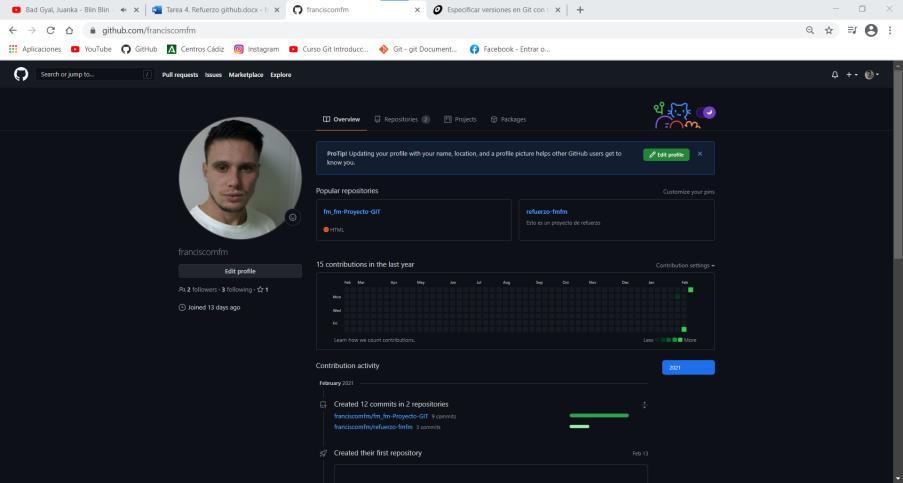 Bad Gyal, Juanka - Blin Blin
Tarea 4. Refuerzo github.docx -
franciscomfm
Especificar versiones en Git con t
github.com/franciscomfm
Aplicaciones YouTube GitHub Centros Cádiz Instagram Curso Git Introducc... Git - git Document... Facebook - Entrar o...
Search or jump to... / Pull requests Issues Marketplace Explore
Overview Repositories 2 Projects Packages
ProTip! Updating your profile with your name, location, and a profile picture helps other GitHub users get to
know you.
Edit profile
Popular repositories Customize your pins
fm_fm-Proyecto-GIT
HTML
refuerzo-fmfm
Esto es un proyecto de refuerzo
franciscomfm
Edit profile
2 followers · 3 following · 1
Joined 13 days ago
15 contributions in the last year Contribution settings
Feb Mar Apr May Jun Jul Aug Sep Oct Nov Dec Jan Feb
Mon
Wed
Fri
Learn how we count contributions. Less More
Contribution activity 2021
February 2021
Created 12 commits in 2 repositories
franciscomfm/fm_fm-Proyecto-GIT 9 commits
franciscomfm/refuerzo-fmfm 3 commits
Created their first repository Feb 13